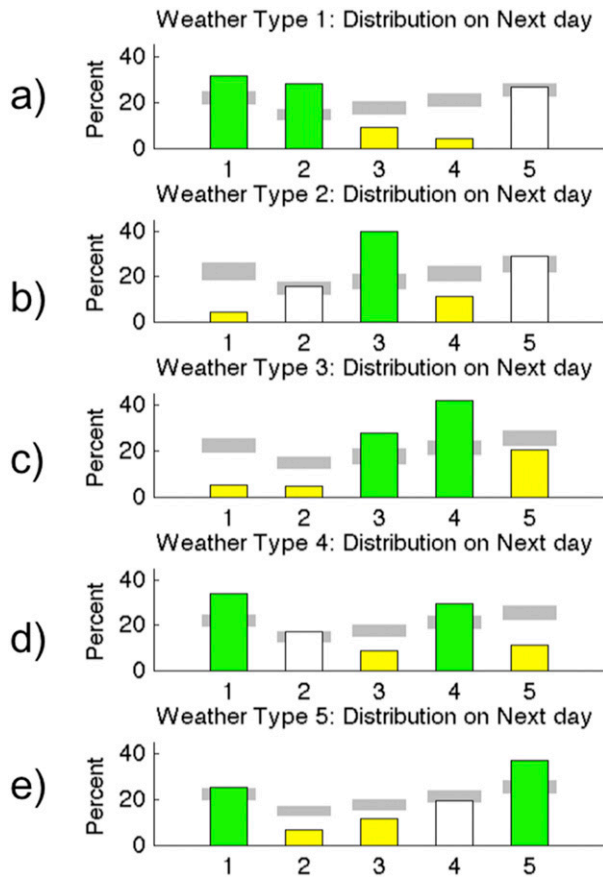 Weather Type 1: Distribution on Next day
a)
Percent
40
20
0
1 2 3 4 5
Weather Type 2: Distribution on Next day
b)
Percent
40
20
0
1 2 3 4 5
Weather Type 3: Distribution on Next day
c)
Percent
40
20
0
1 2 3 4 5
Weather Type 4: Distribution on Next day
d)
Percent
40
20
0
1 2 3 4 5
Weather Type 5: Distribution on Next day
e)
Percent
40
20
0
1 2 3 4 5